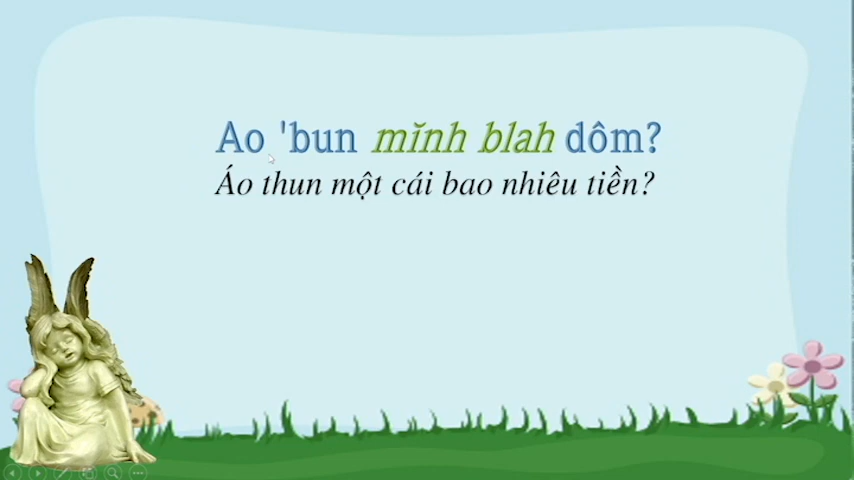 Ao 'bun mĭnh blah dôm?
Áo thun một cái bao nhiêu tiền?